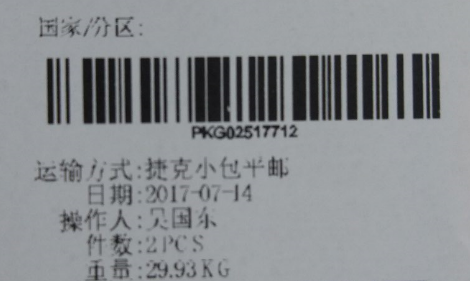 国家/分区:
PKG02517712
运输方式:捷克小包平邮
日期:2017-07-14
操作人:吴国东
件数:2PCS
重量:29.93KG